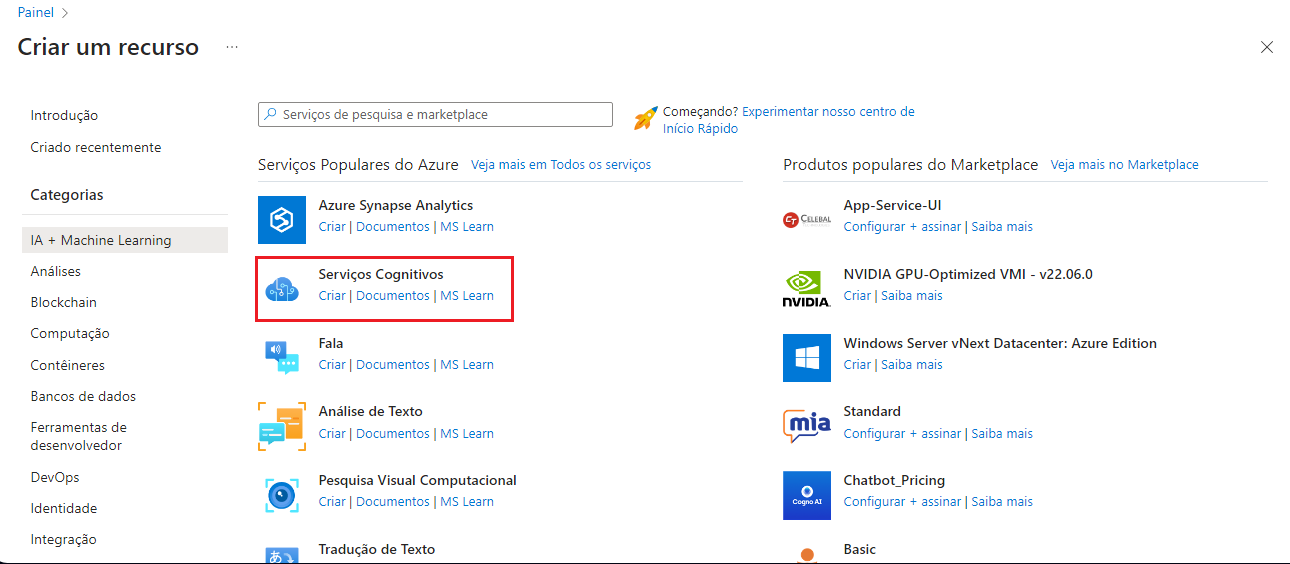 Painel >
Criar um recurso ...
Introdução
Criado recentemente
Categorias
IA + Machine Learning
Análises
Blockchain
Computação
Contêineres
Bancos de dados
Ferramentas de
desenvolvedor
DevOps
Identidade
Integração
Serviços de pesquisa e marketplace
Começando? Experimentar nosso centro de
Início Rápido
Serviços Populares do Azure Veja mais em Todos os serviços
Azure Synapse Analytics
Criar | Documentos | MS Learn
Serviços Cognitivos
Criar | Documentos | MS Learn
Fala
Criar | Documentos | MS Learn
Análise de Texto
Criar | Documentos | MS Learn
Pesquisa Visual Computacional
Criar | Documentos | MS Learn
Tradução de Texto
Produtos populares do Marketplace Veja mais no Marketplace
CT CELEBAL
App-Service-UI
Configurar + assinar | Saiba mais
NVIDIA.
NVIDIA GPU-Optimized VMI - v22.06.0
Criar | Saiba mais
Windows Server vNext Datacenter: Azure Edition
Criar | Saiba mais
mia
Standard
Configurar + assinar | Saiba mais
Cogno AI
Chatbot_Pricing
Configurar + assinar | Saiba mais
Basic